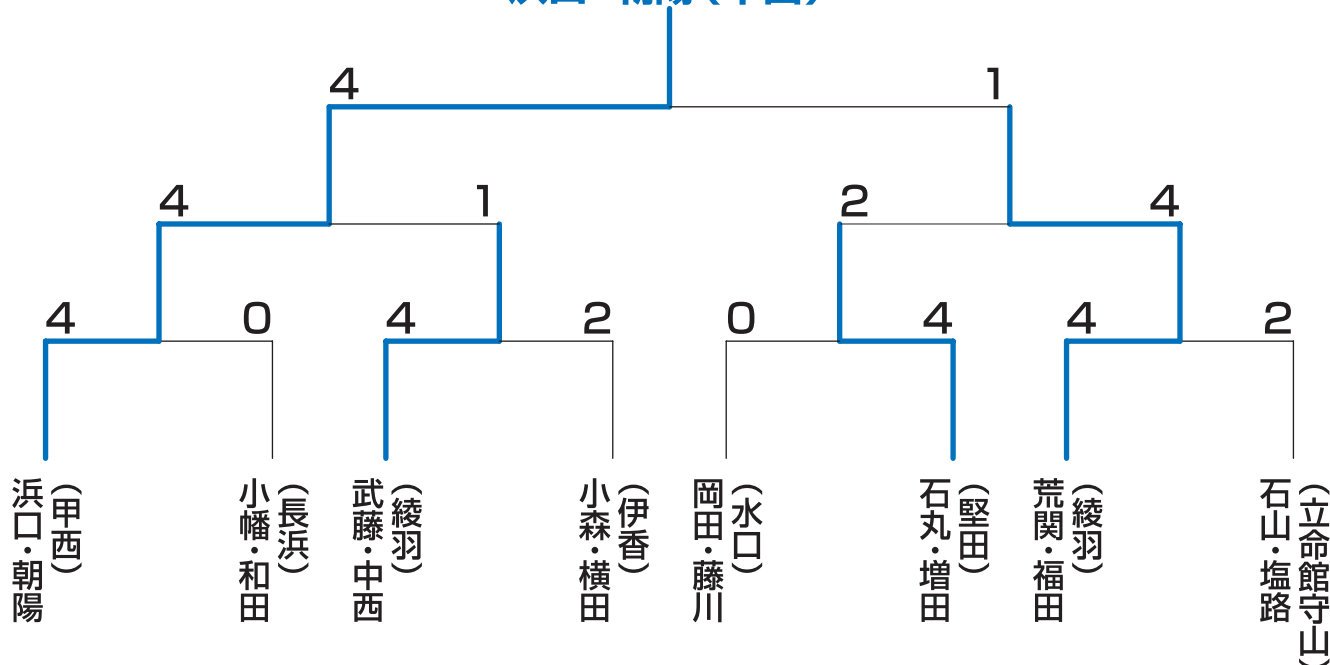 4 1
4 1 2 4
4 0 4 2 0 4 4 2
浜口・朝陽
（甲西）
小幡・和田
（長浜）
武藤・中西
（綾羽）
小森・横田
（伊香）
岡田・藤川
（水口）
石丸・増田
（堅田）
荒関・福田
（綾羽）
石山・塩路
（立命館守山）